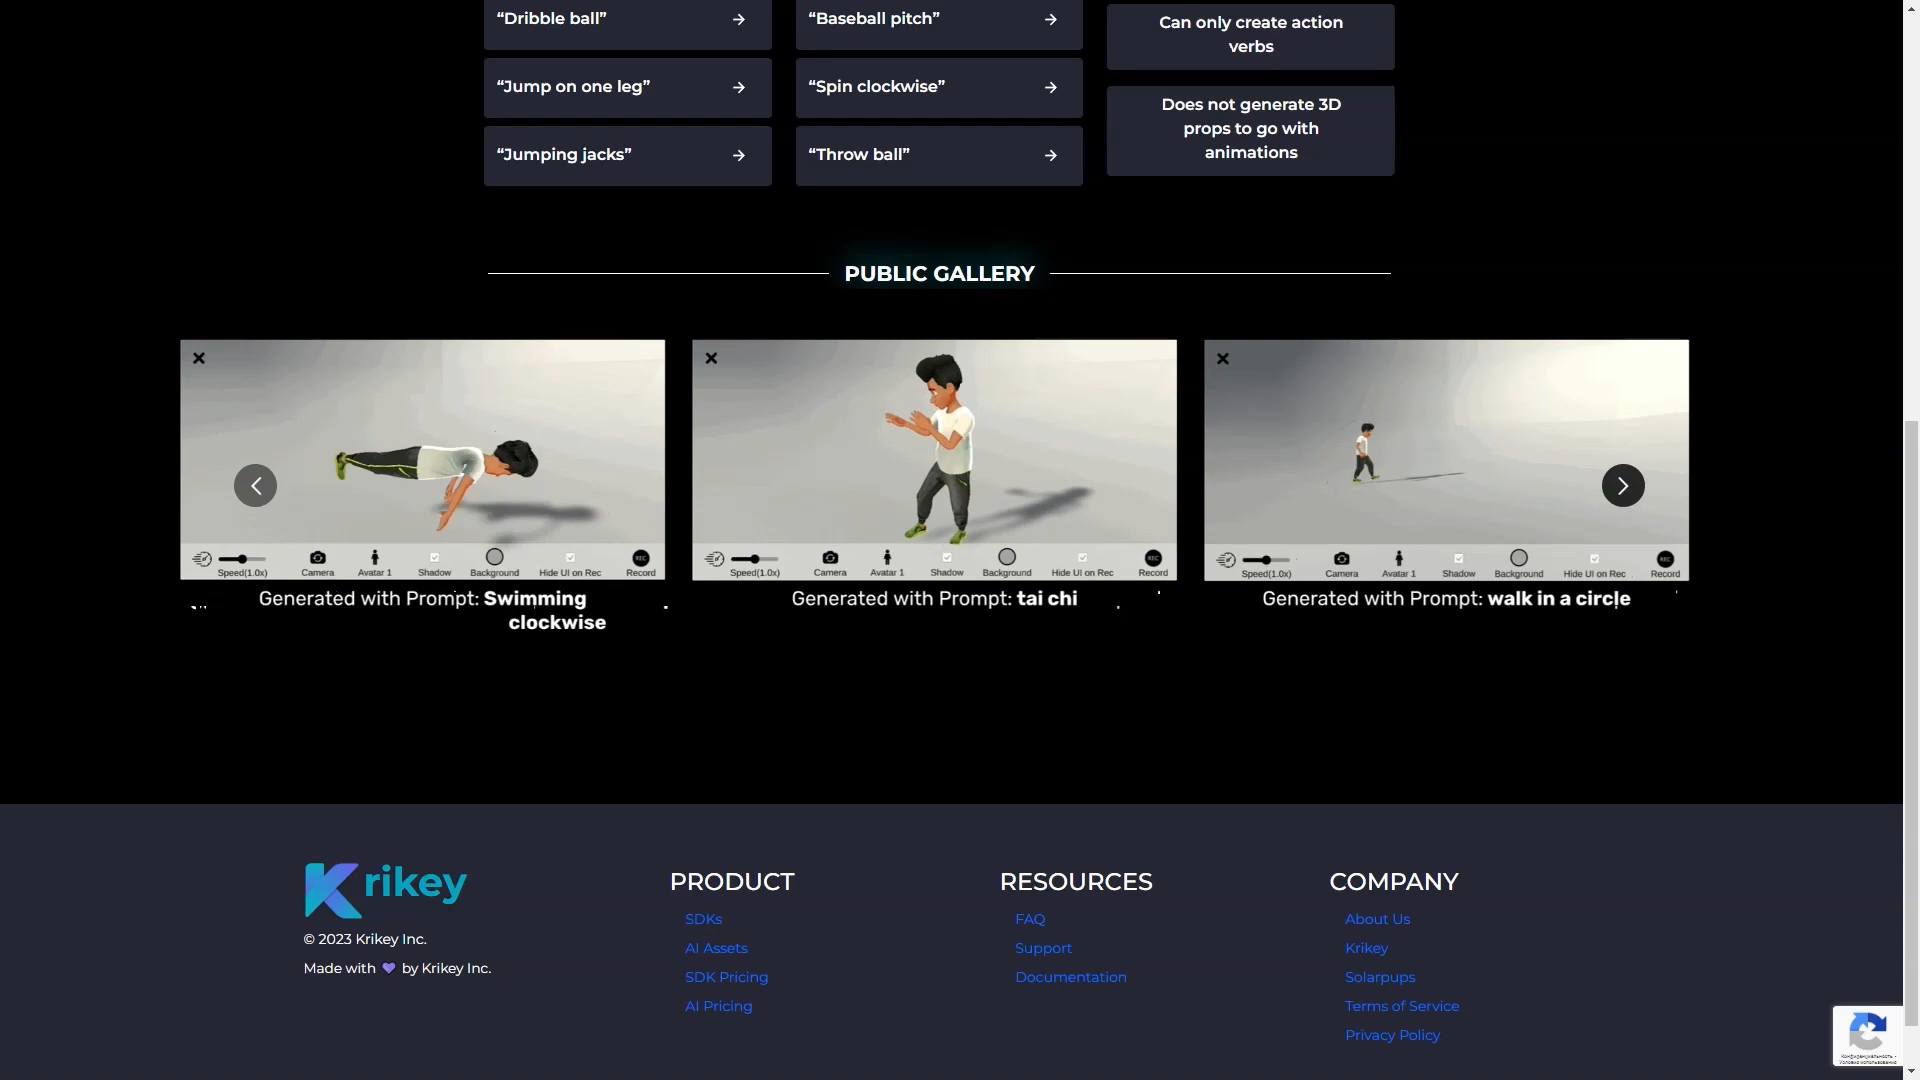 “Dribble ball”
“Baseball pitch”
Can only create action
verbs
“Jump on one leg”
“Spin clockwise”
Does not generate 3D
props to go with
animations
“Jumping jacks”
“Throw ball”
PUBLIC GALLERY
Speed(1.0x) Camera Avatar 1 Shadow Background Hide UI on Rec REC Record
Generated with Prompt: Swimming
clockwise
Speed(1.0x) Camera Avatar 1 Shadow Background Hide UI on Rec REC Record
Generated with Prompt: tai chi
Speed(1.0x) Camera Avatar 1 Shadow Background Hide UI on Rec REC Record
Generated with Prompt: walk in a circle
Krikey
© 2023 Krikey Inc.
Made with 💜 by Krikey Inc.
PRODUCT
SDKs
AI Assets
SDK Pricing
AI Pricing
RESOURCES
FAQ
Support
Documentation
COMPANY
About Us
Krikey
Solarpups
Terms of Service
Privacy Policy
Конфиденциальность -
Условия использования